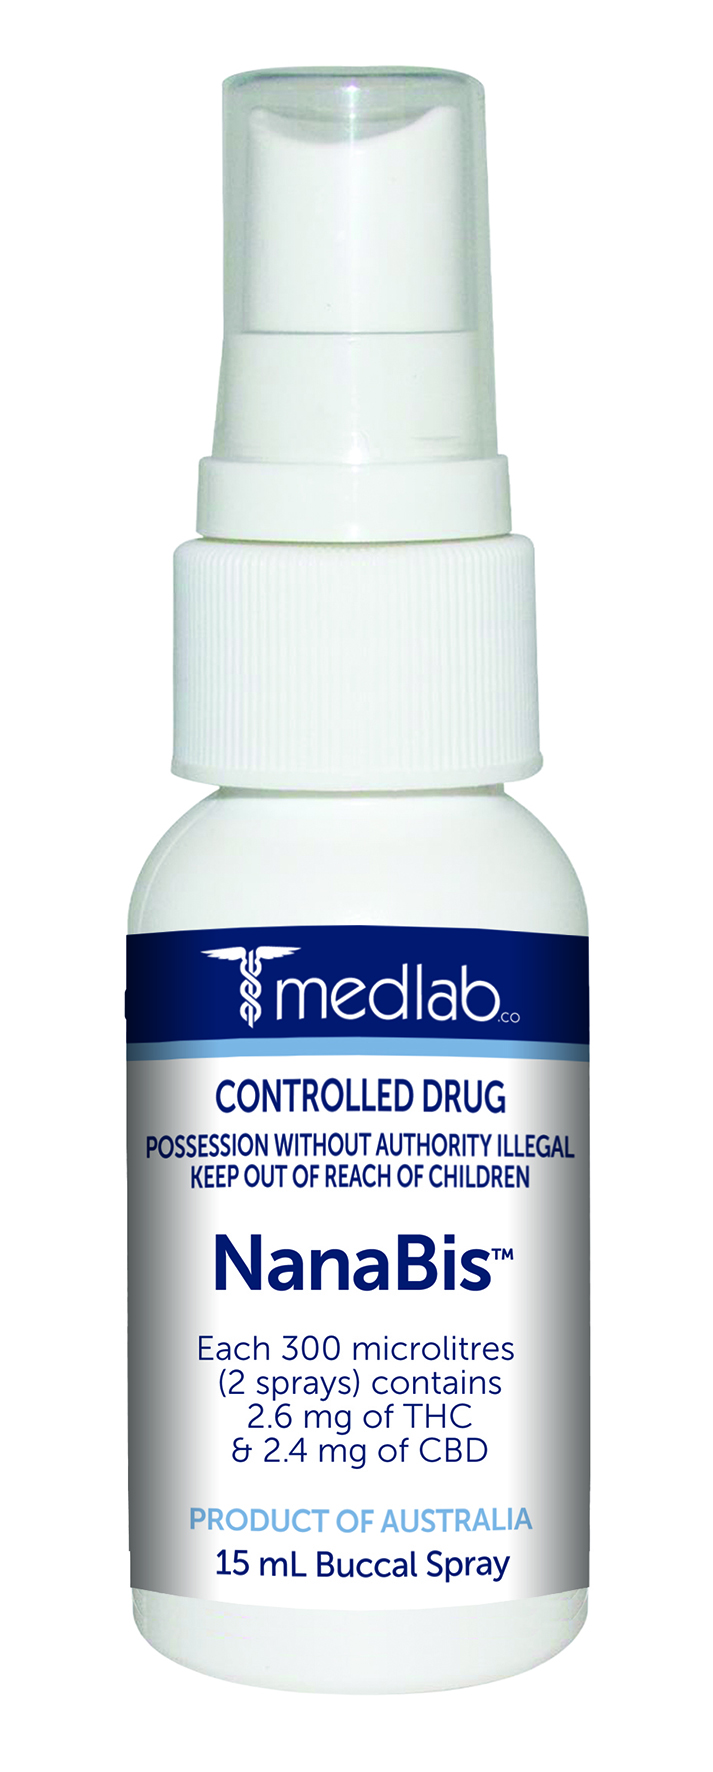 medlab.co
CONTROLLED DRUG
POSSESSION WITHOUT AUTHORITY ILLEGAL
KEEP OUT OF REACH OF CHILDREN
NanaBis™
Each 300 microlitres
(2 sprays) contains
2.6 mg of THC
& 2.4 mg of CBD
PRODUCT OF AUSTRALIA
15 mL Buccal Spray